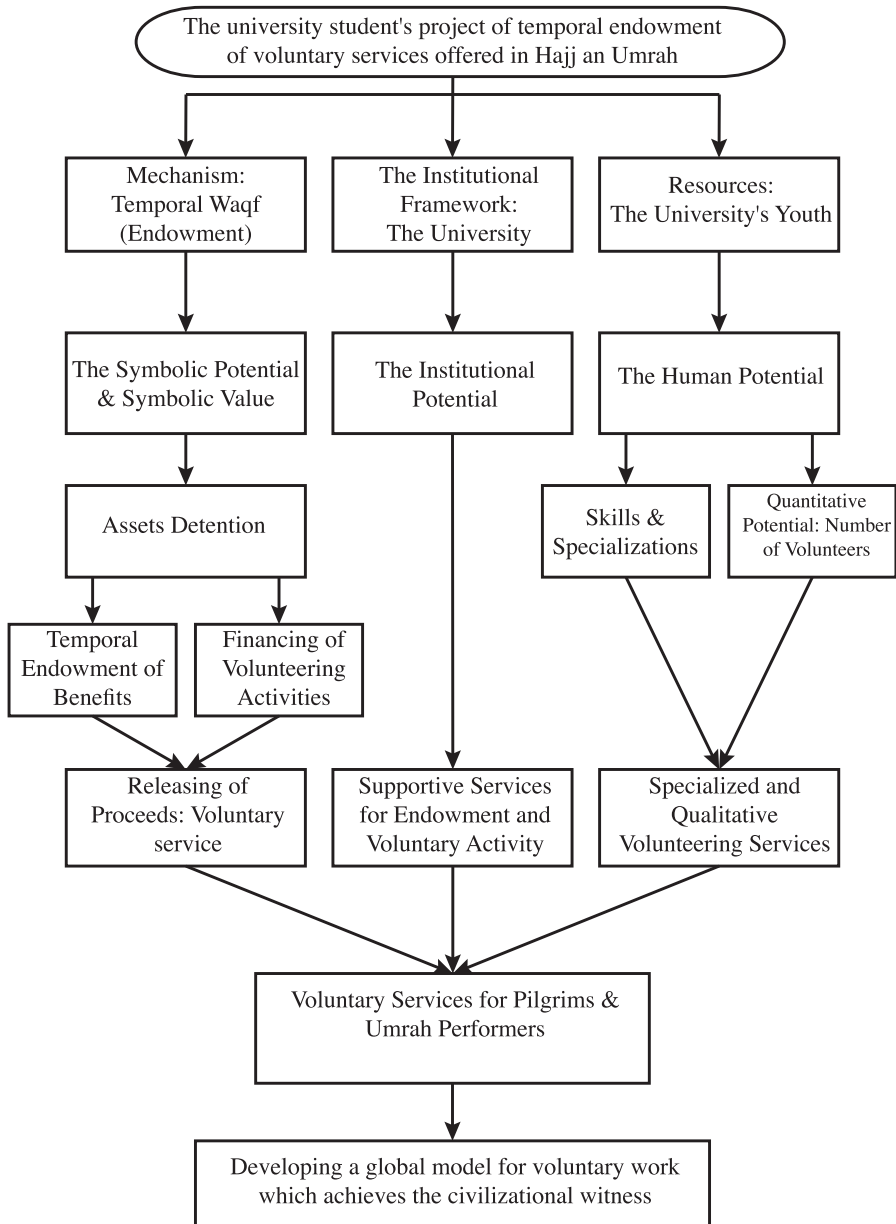 The university student's project of temporal endowment
of voluntary services offered in Hajj an Umrah
Mechanism:
Temporal Waqf
(Endowment)
The Institutional
Framework:
The University
Resources:
The University's Youth
The Symbolic Potential
& Symbolic Value
The Institutional
Potential
The Human Potential
Assets Detention
Skills &
Specializations
Quantitative
Potential: Number
of Volunteers
Temporal
Endowment of
Benefits
Financing of
Volunteering
Activities
Releasing of
Proceeds: Voluntary
service
Supportive Services
for Endowment and
Voluntary Activity
Specialized and
Qualitative
Volunteering Services
Voluntary Services for Pilgrims &
Umrah Performers
Developing a global model for voluntary work
which achieves the civilizational witness